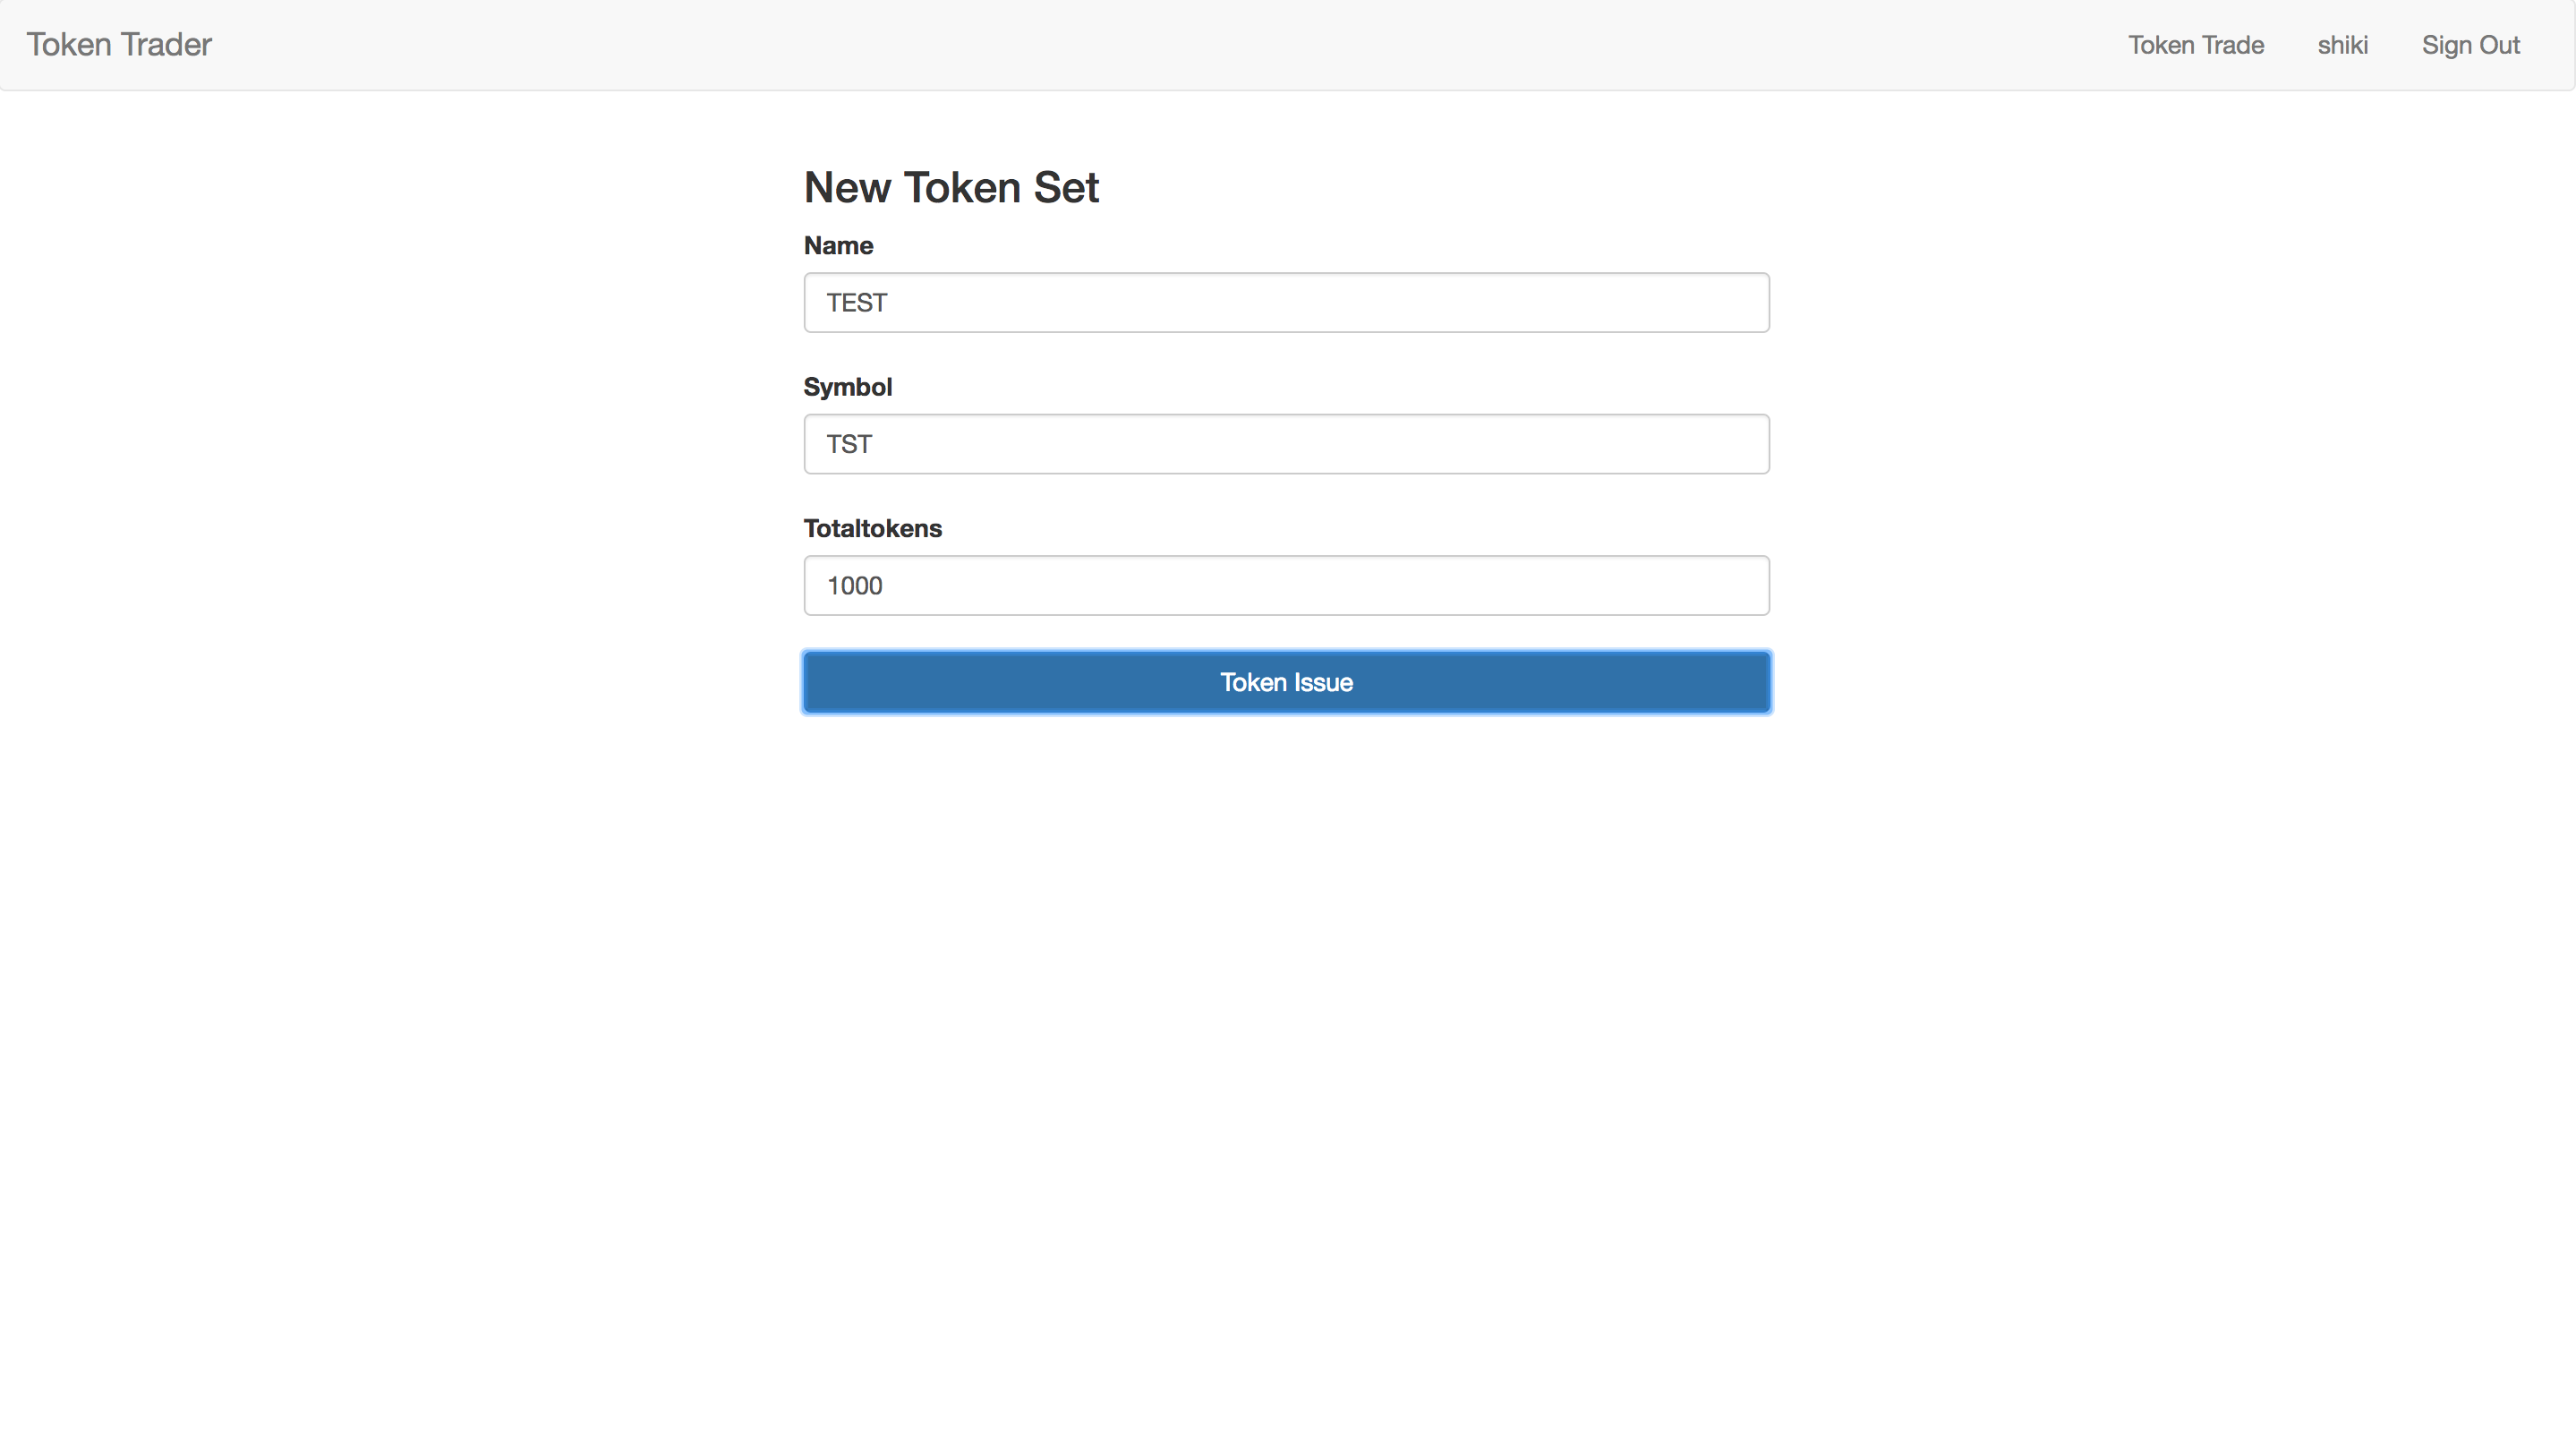 Token Trader
Token Trade
shiki
Sign Out
New Token Set
Name
TEST
Symbol
TST
Totaltokens
1000
Token Issue